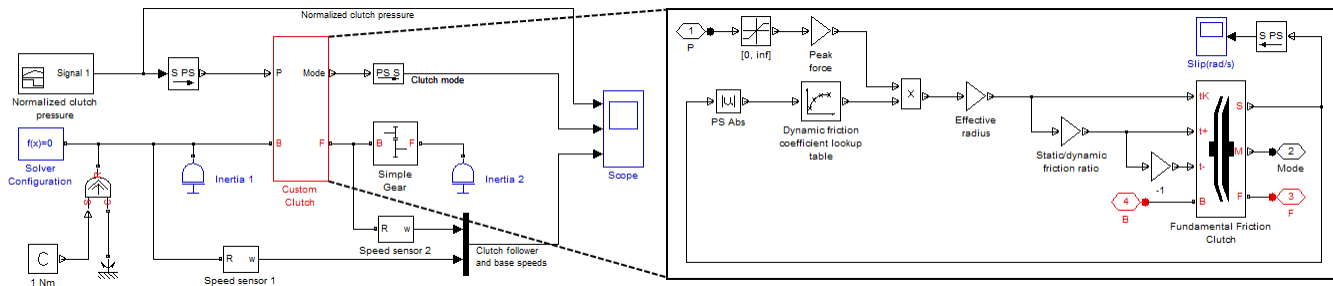 Normalized clutch pressure
Signal 1
Normalized clutch
pressure
S PS
P
Mode
B
F
Custom
Clutch
PS S
Clutch mode
Scope
f(x)=0
Solver
Configuration
Inertia 1
B
F
Simple
Gear
Inertia 2
R
S
C
C
1 Nm
R
w
Speed sensor 2
R
w
Speed sensor 1
Clutch follower
and base speeds
1
P
[0, inf]
Peak
force
|u|
PS Abs
Dynamic friction
coefficient lookup
table
X
Effective
radius
Static/dynamic
friction ratio
-1
S PS
Slip(rad/s)
tK
t+
t-
B
S
M
F
Fundamental Friction
Clutch
2
Mode
3
F
4
B